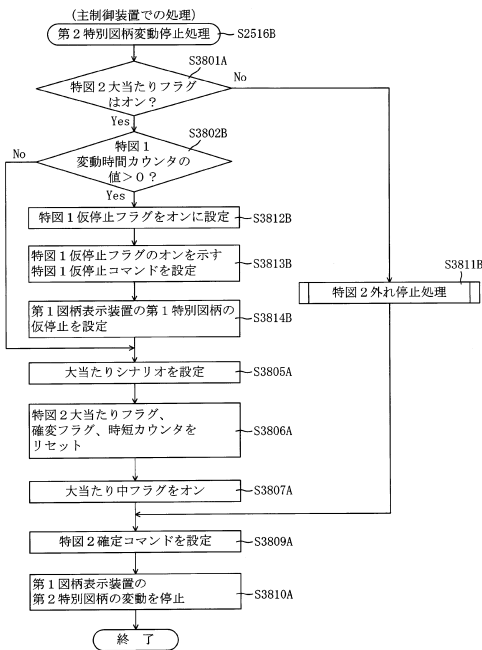 (主制御装置での処理)
第2特別図柄変動停止処理
S2516B
S3801A
特図2大当たりフラグ
はオン?
No
Yes
S3802B
特図1
変動時間カウンタの
値>0?
No
Yes
特図1仮停止フラグをオンに設定
S3812B
特図1仮停止フラグのオンを示す
特図1仮停止コマンドを設定
S3813B
S3811B
特図2外れ停止処理
第1図柄表示装置の第1特別図柄の
仮停止を設定
S3814B
大当たりシナリオを設定
S3805A
特図2大当たりフラグ、
確変フラグ、時短カウンタを
リセット
S3806A
大当たり中フラグをオン
S3807A
特図2確定コマンドを設定
S3809A
第1図柄表示装置の
第2特別図柄の変動を停止
S3810A
終 了